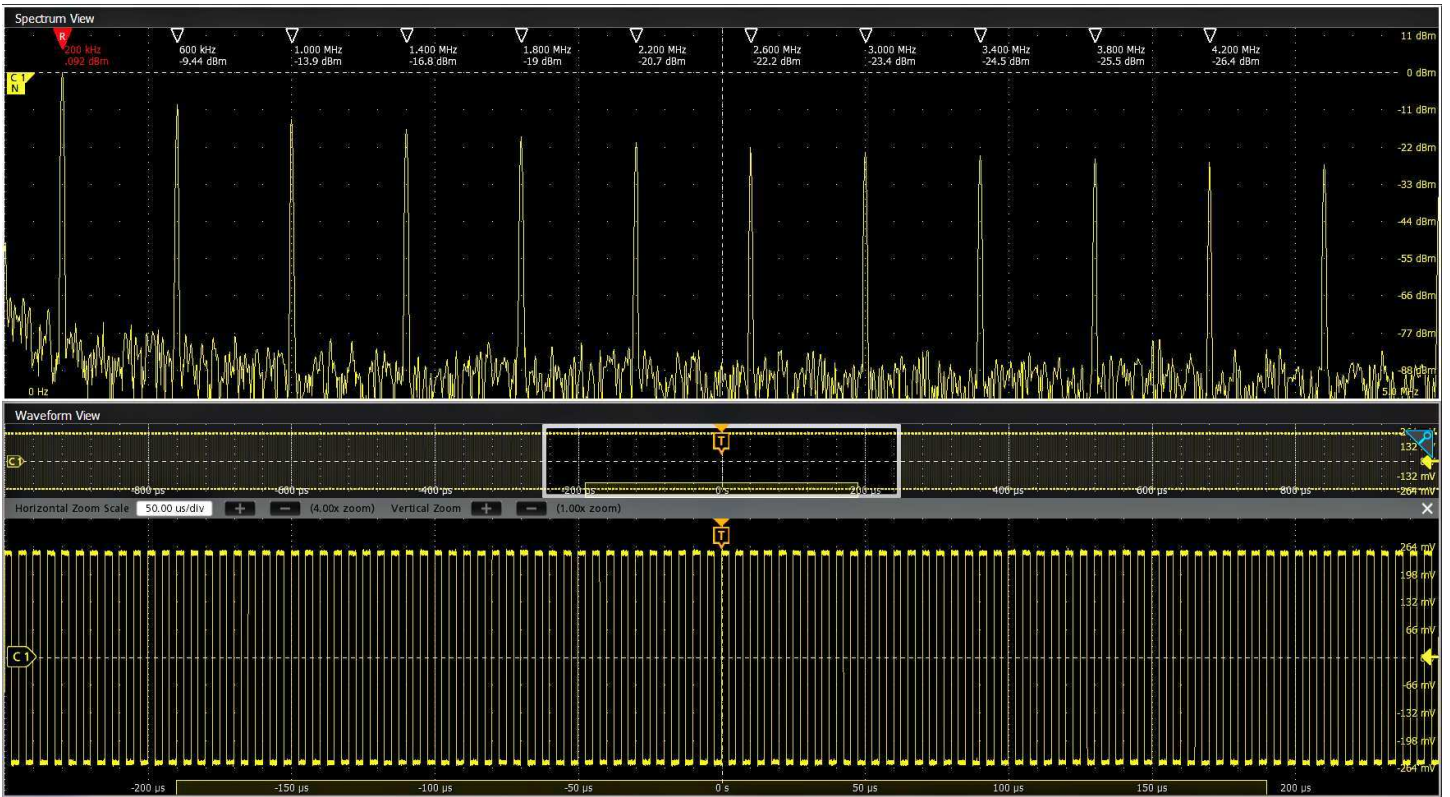 Spectrum View
R
200 kHz 600 kHz 1.000 MHz 1.400 MHz 1.800 MHz 2.200 MHz 2.600 MHz 3.000 MHz 3.400 MHz 3.800 MHz 4.200 MHz 11 dBm
.092 dBm -9.44 dBm -13.9 dBm -16.8 dBm -19 dBm -20.7 dBm -22.2 dBm -23.4 dBm -24.5 dBm -25.5 dBm -26.4 dBm
C 1 0 dBm
N
-11 dBm
-22 dBm
-33 dBm
-44 dBm
-55 dBm
-66 dBm
-77 dBm
-88 dBm
0 Hz 5.0 MHz
Waveform View
T
132
C 1
-132 mV
-800 µs -600 µs -400 µs -200 µs 0 s 200 µs 400 µs 600 µs 800 µs -264 mV
Horizontal Zoom Scale 50.00 us/div + - (4.00x zoom) Vertical Zoom + - (1.00x zoom)
T
264 mV
198 mV
132 mV
66 mV
C 1
-66 mV
-132 mV
-198 mV
-264 mV
-200 µs -150 µs -100 µs -50 µs 0 s 50 µs 100 µs 150 µs 200 µs